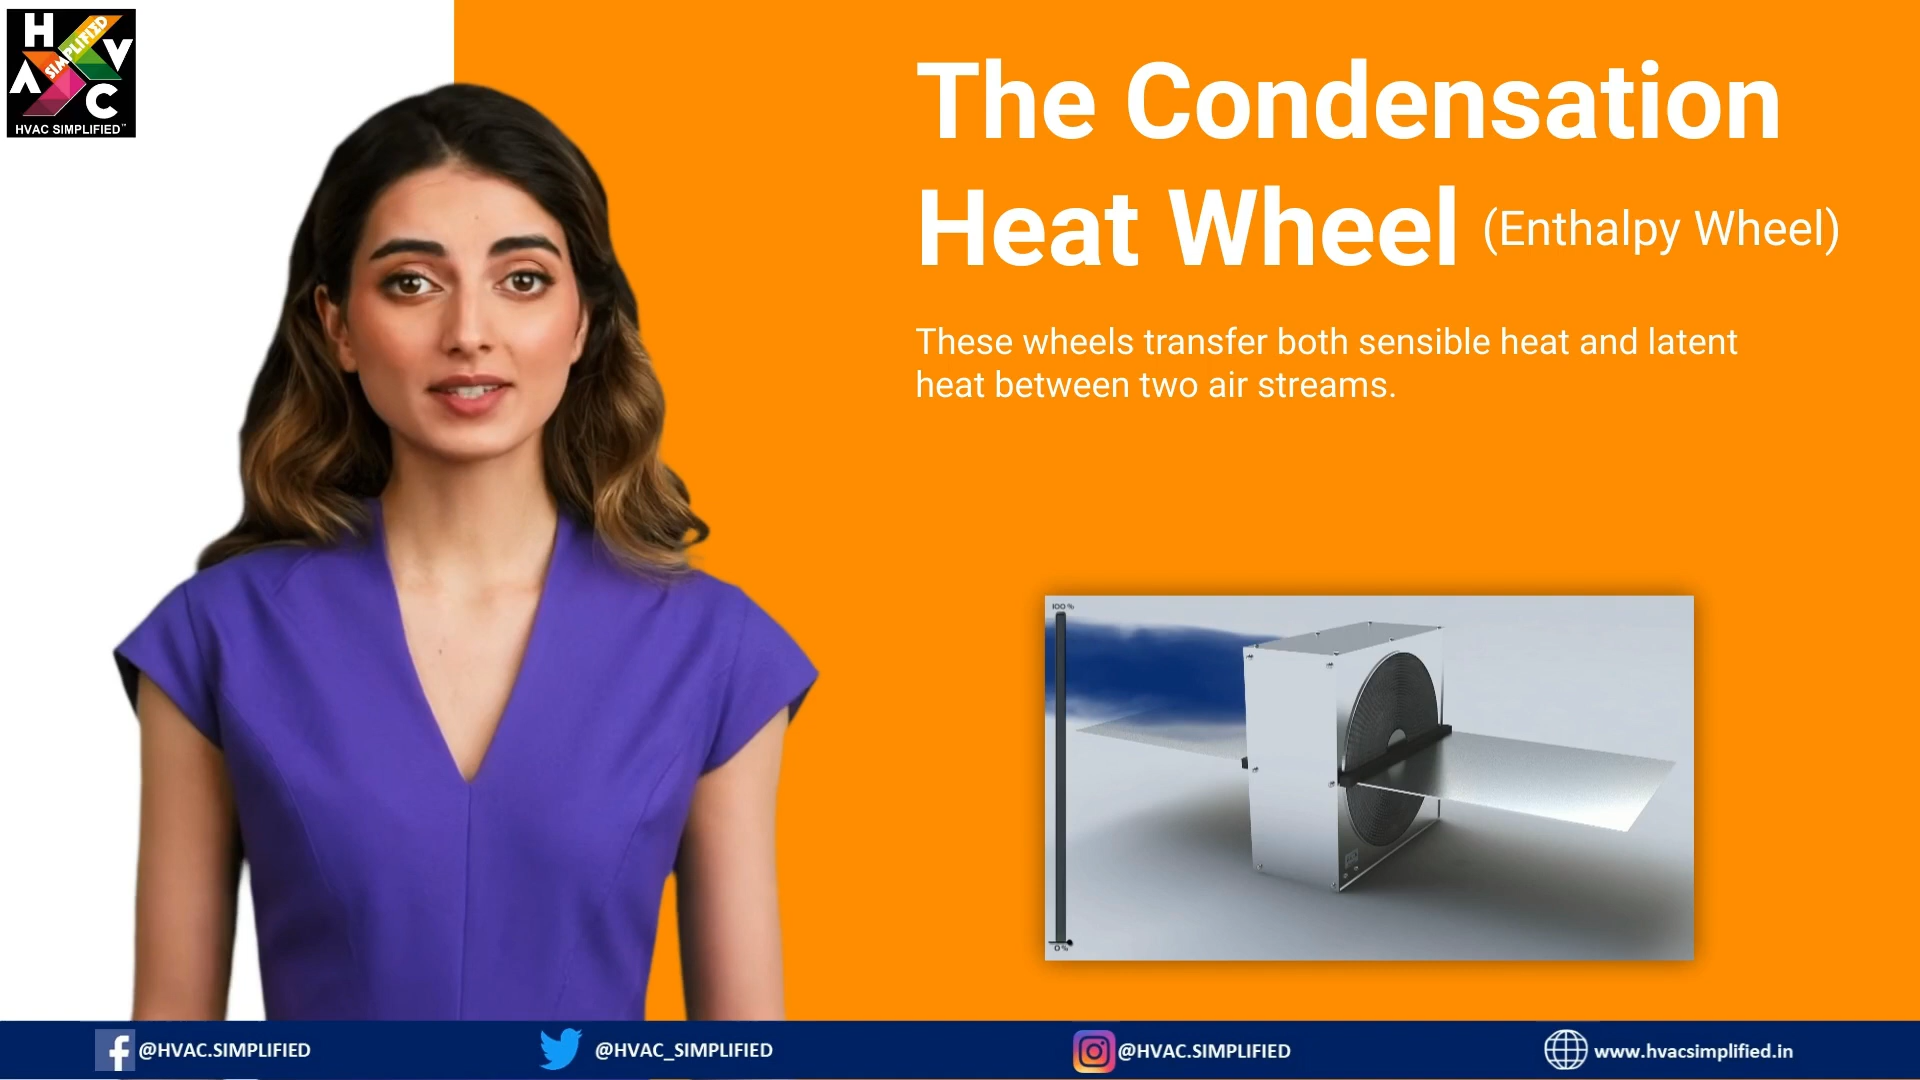 H
SIMPLIFIED
V
A
C
HVAC SIMPLIFIED™
The Condensation
Heat Wheel (Enthalpy Wheel)
These wheels transfer both sensible heat and latent
heat between two air streams.
100 %
0 %
@HVAC.SIMPLIFIED
@HVAC_SIMPLIFIED
@HVAC.SIMPLIFIED
www.hvacsimplified.in